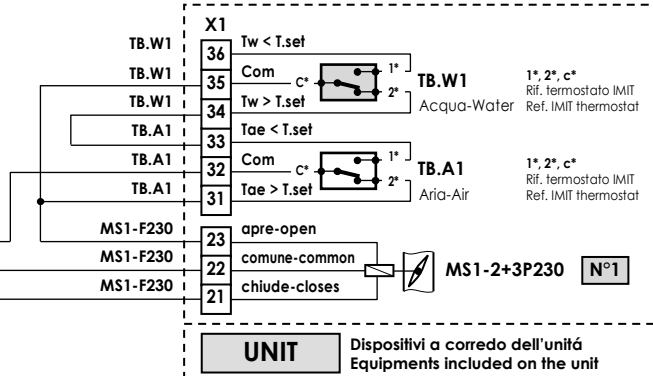 X1
TB.W1 36 Tw < T.set
TB.W1 35 Com C* 1* 2* TB.W1 1*, 2*, c*
Acqua-Water Rif. termostato IMIT
Ref. IMIT thermostat
TB.W1 34 Tw > T.set
TB.A1 33 Tae < T.set
TB.A1 32 Com C* 1* 2* TB.A1 1*, 2*, c*
Aria-Air Rif. termostato IMIT
Ref. IMIT thermostat
TB.A1 31 Tae > T.set
MS1-F230 23 apre-open
MS1-F230 22 comune-common MS1-2+3P230 N°1
MS1-F230 21 chiude-closes
UNIT
Dispositivi a corredo dell'unitá
Equipments included on the unit